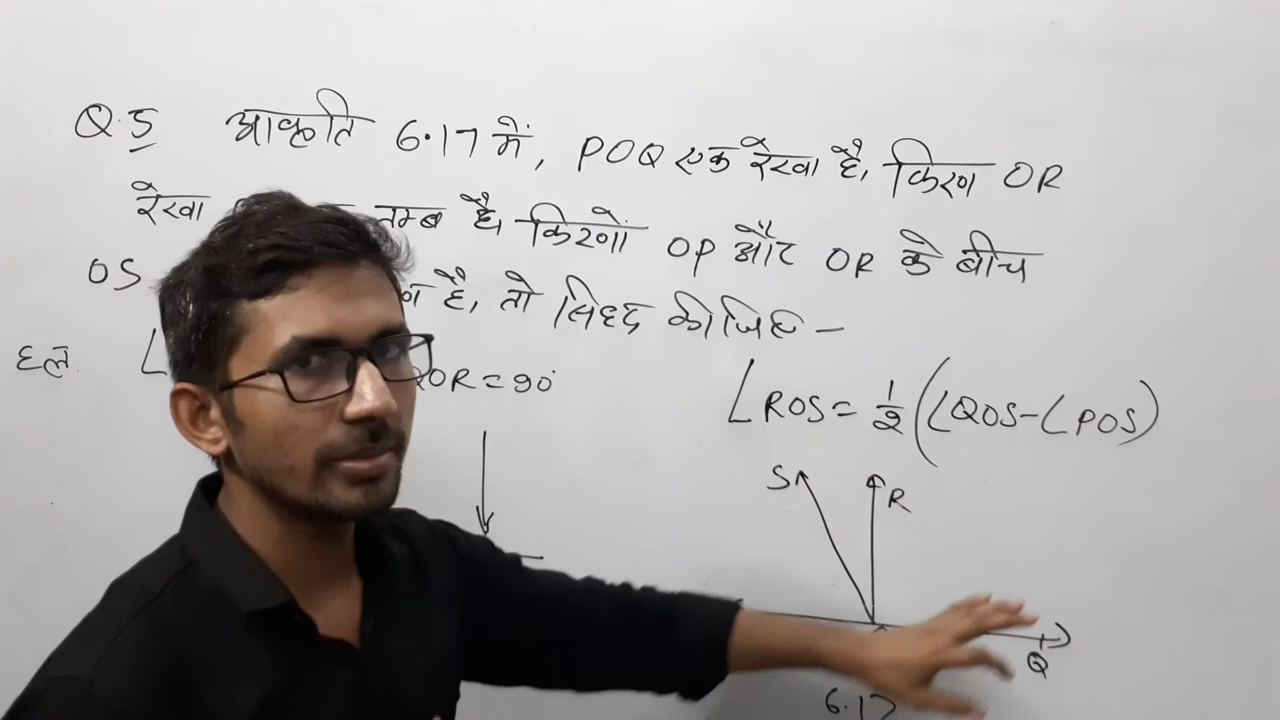 Q.5 आकृति 6.17 में, POQ एक रेखा है, किरण OR
रेखा लम्ब है, किरणों OP और OR के बीच
OS है, तो सिध्द कीजिए –
हल. ∠ OR = 90°
∠ROS = 1/2 (∠QOS - ∠POS)
S
R
Q
6.17